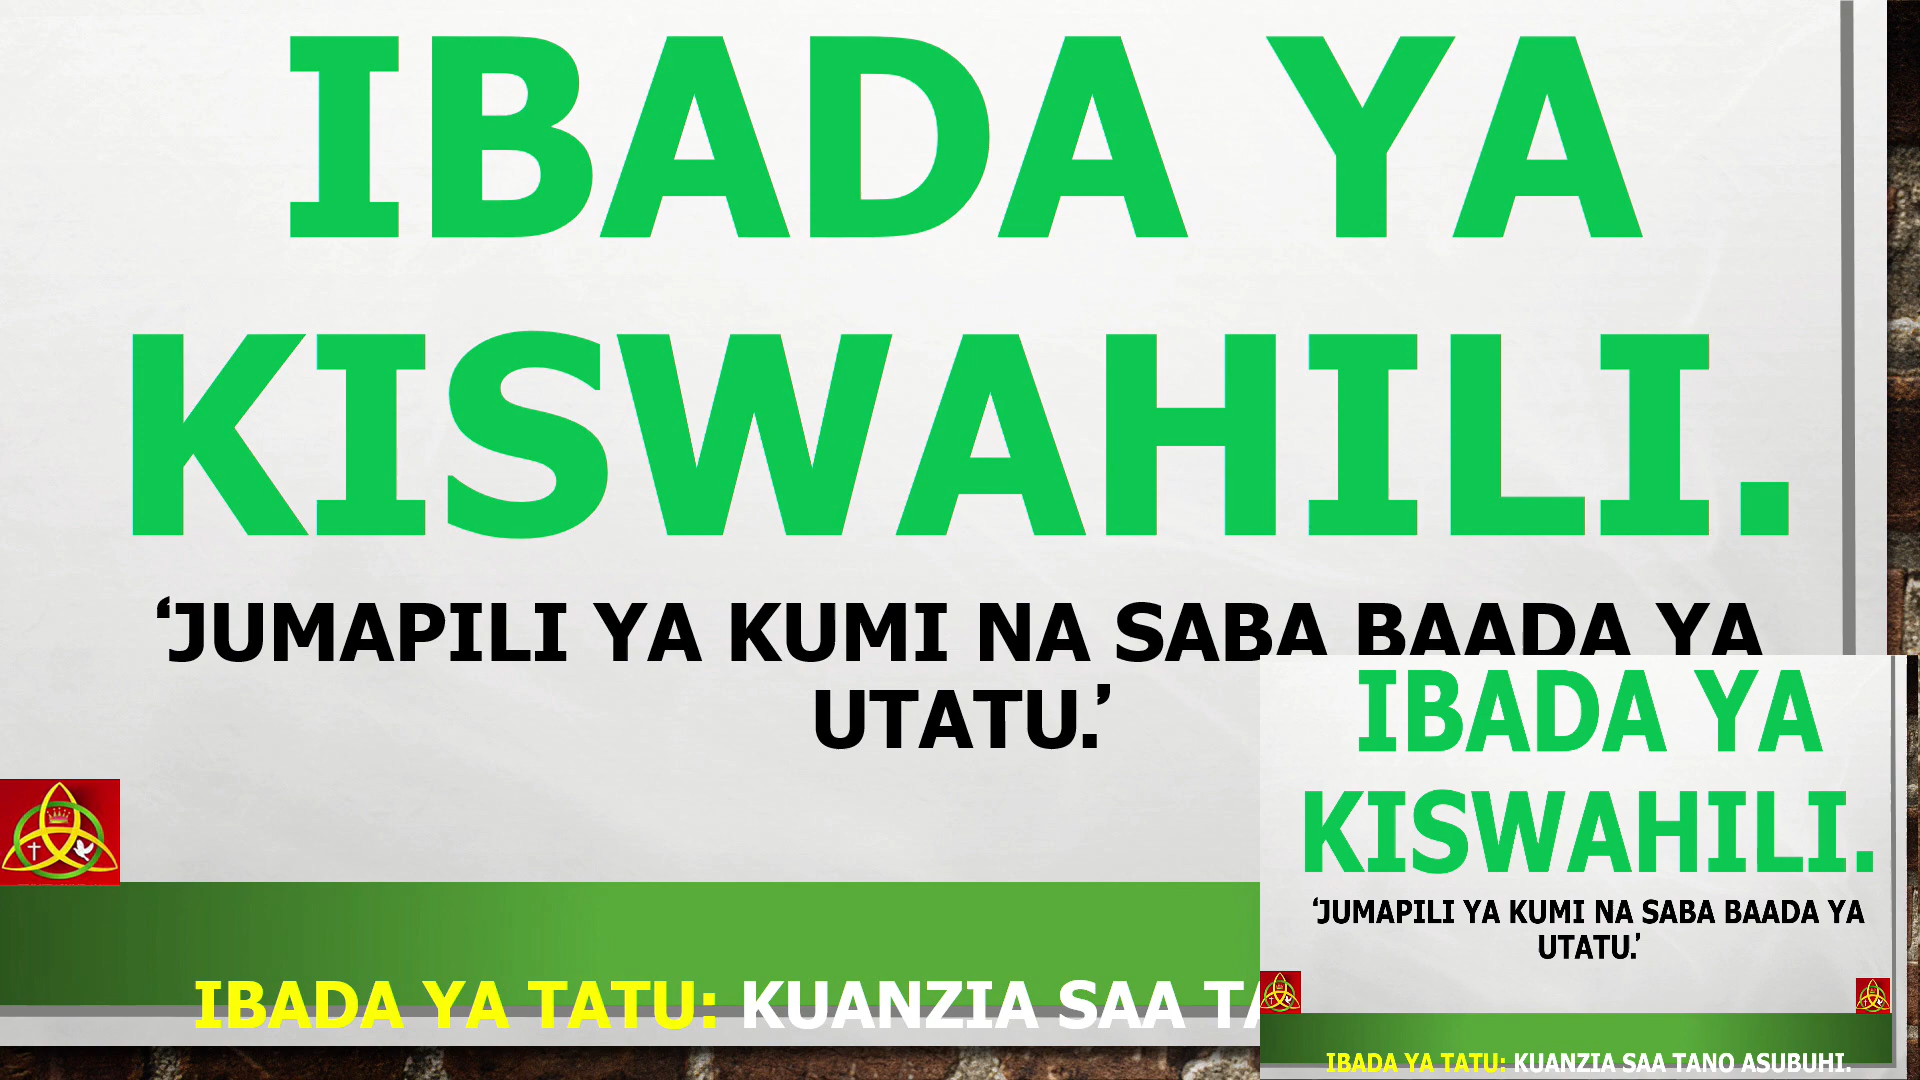 IBADA YA
KISWAHILI.
‘JUMAPILI YA KUMI NA SABA BAADA YA
UTATU.’
IBADA YA TATU: KUANZIA SAA TA
IBADA YA
KISWAHILI.
‘JUMAPILI YA KUMI NA SABA BAADA YA
UTATU.’
IBADA YA TATU: KUANZIA SAA TANO ASUBUHI.